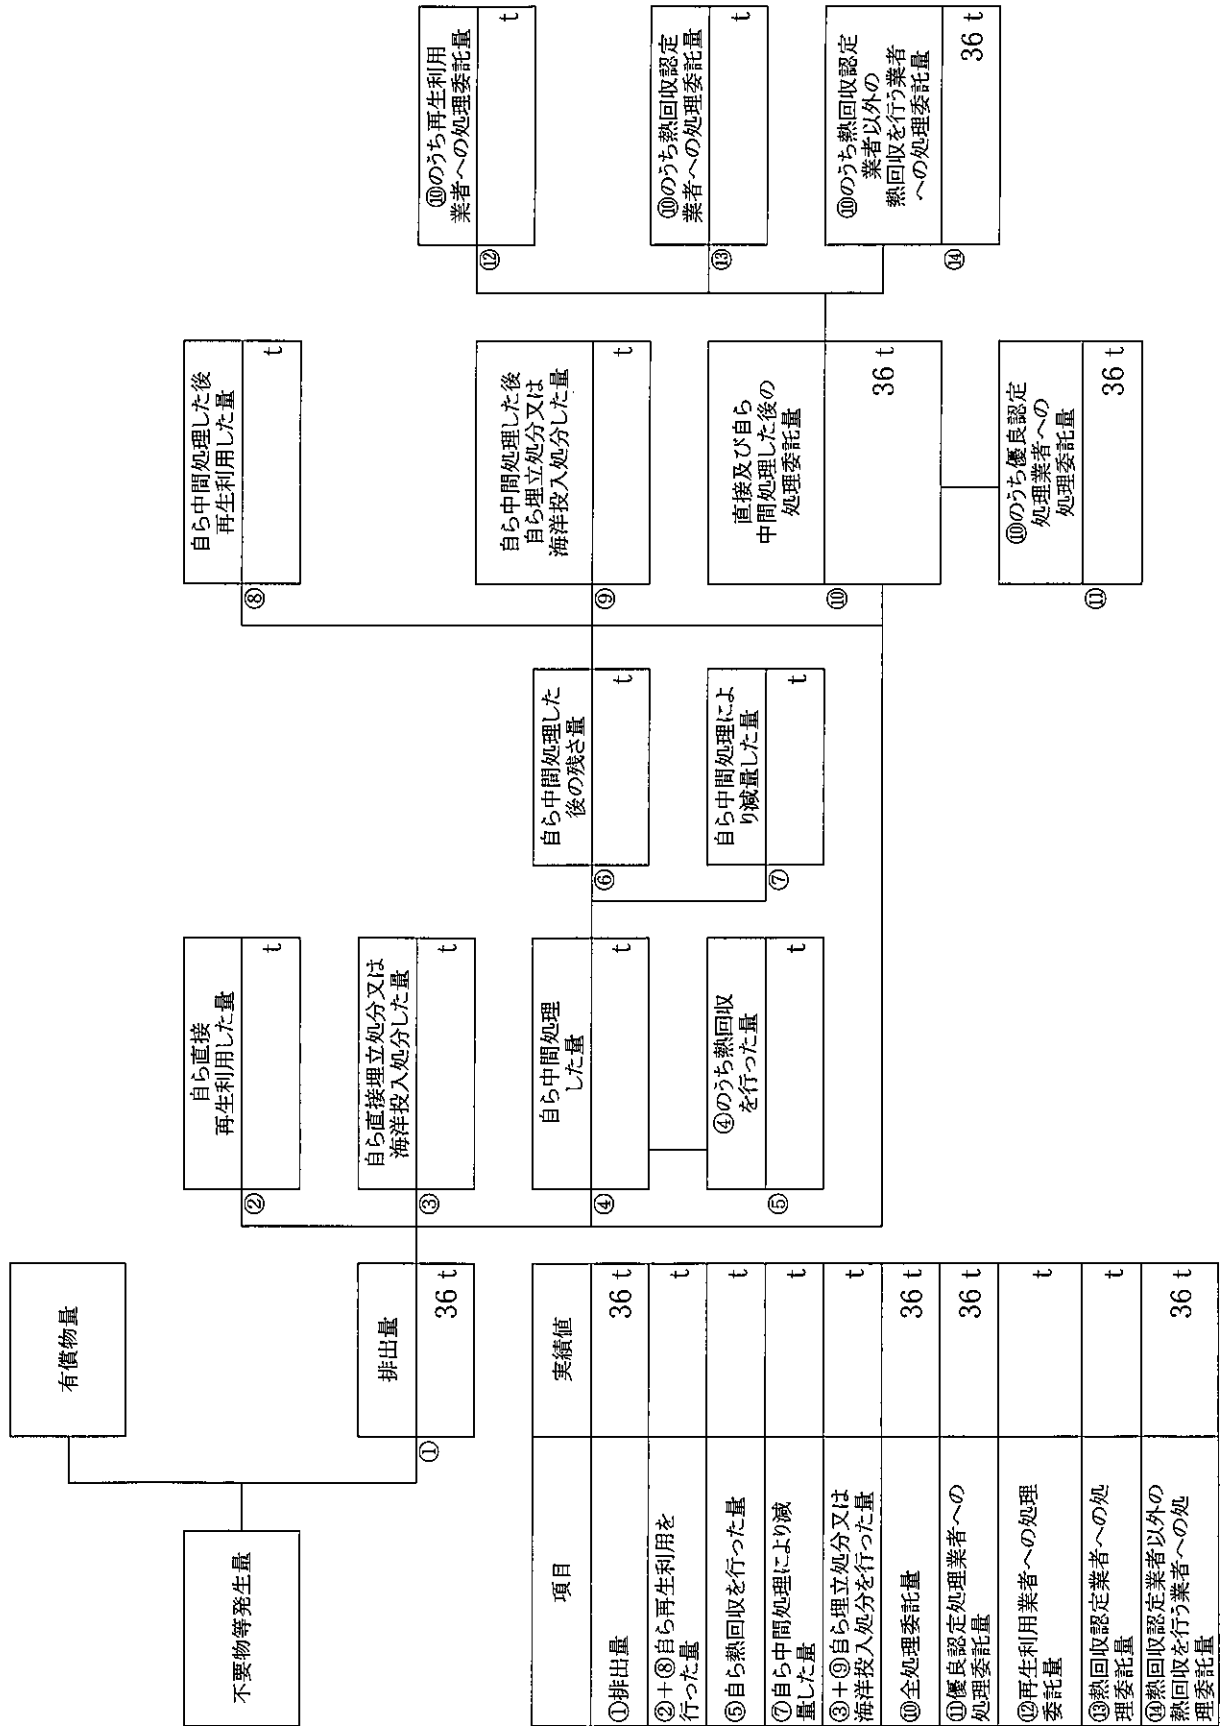 不要物等発生量
有償物量
①
排出量
36 t
②
自ら直接
再生利用した量
t
③
自ら直接埋立処分又は
海洋投入処分した量
t
④
自ら中間処理
した量
t
⑤
④のうち熱回収
を行った量
t
⑥
自ら中間処理した
後の残さ量
t
⑦
自ら中間処理によ
り減量した量
t
⑧
自ら中間処理した後
再生利用した量
t
⑨
自ら中間処理した後
自ら埋立処分又は
海洋投入処分した量
t
⑩
直接及び自ら
中間処理した後の
処理委託量
36 t
⑪
⑩のうち優良認定
処理業者への
処理委託量
36 t
⑫
⑩のうち再生利用
業者への処理委託量
t
⑬
⑩のうち熱回収認定
業者への処理委託量
t
⑭
⑩のうち熱回収認定
業者以外の
熱回収を行う業者
への処理委託量
36 t
項目
実績値
①排出量
36 t
②+⑧自ら再生利用を
行った量
t
⑤自ら熱回収を行った量
t
⑦自ら中間処理により減
量した量
t
③+⑨自ら埋立処分又は
海洋投入処分を行った量
t
⑩全処理委託量
36 t
⑪優良認定処理業者への
処理委託量
36 t
⑫再生利用業者への処理
委託量
t
⑬熱回収認定業者への処
理委託量
t
⑭熱回収認定業者以外の
熱回収を行う業者への処
理委託量
36 t